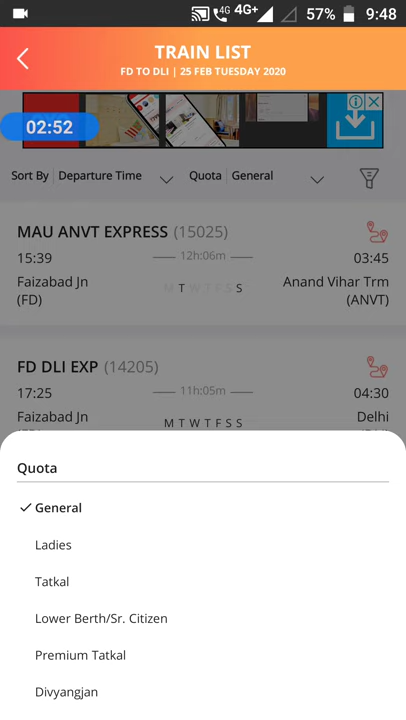 4G 4G+ 57% 9:48
TRAIN LIST
FD TO DLI | 25 FEB TUESDAY 2020
02:52
Sort By Departure Time Quota General
MAU ANVT EXPRESS (15025)
15:39 12h:06m 03:45
Faizabad Jn M T W T F S S Anand Vihar Trm
(FD) (ANVT)
FD DLI EXP (14205)
17:25 11h:05m 04:30
Faizabad Jn M T W T F S S Delhi
Quota
General
Ladies
Tatkal
Lower Berth/Sr. Citizen
Premium Tatkal
Divyangjan